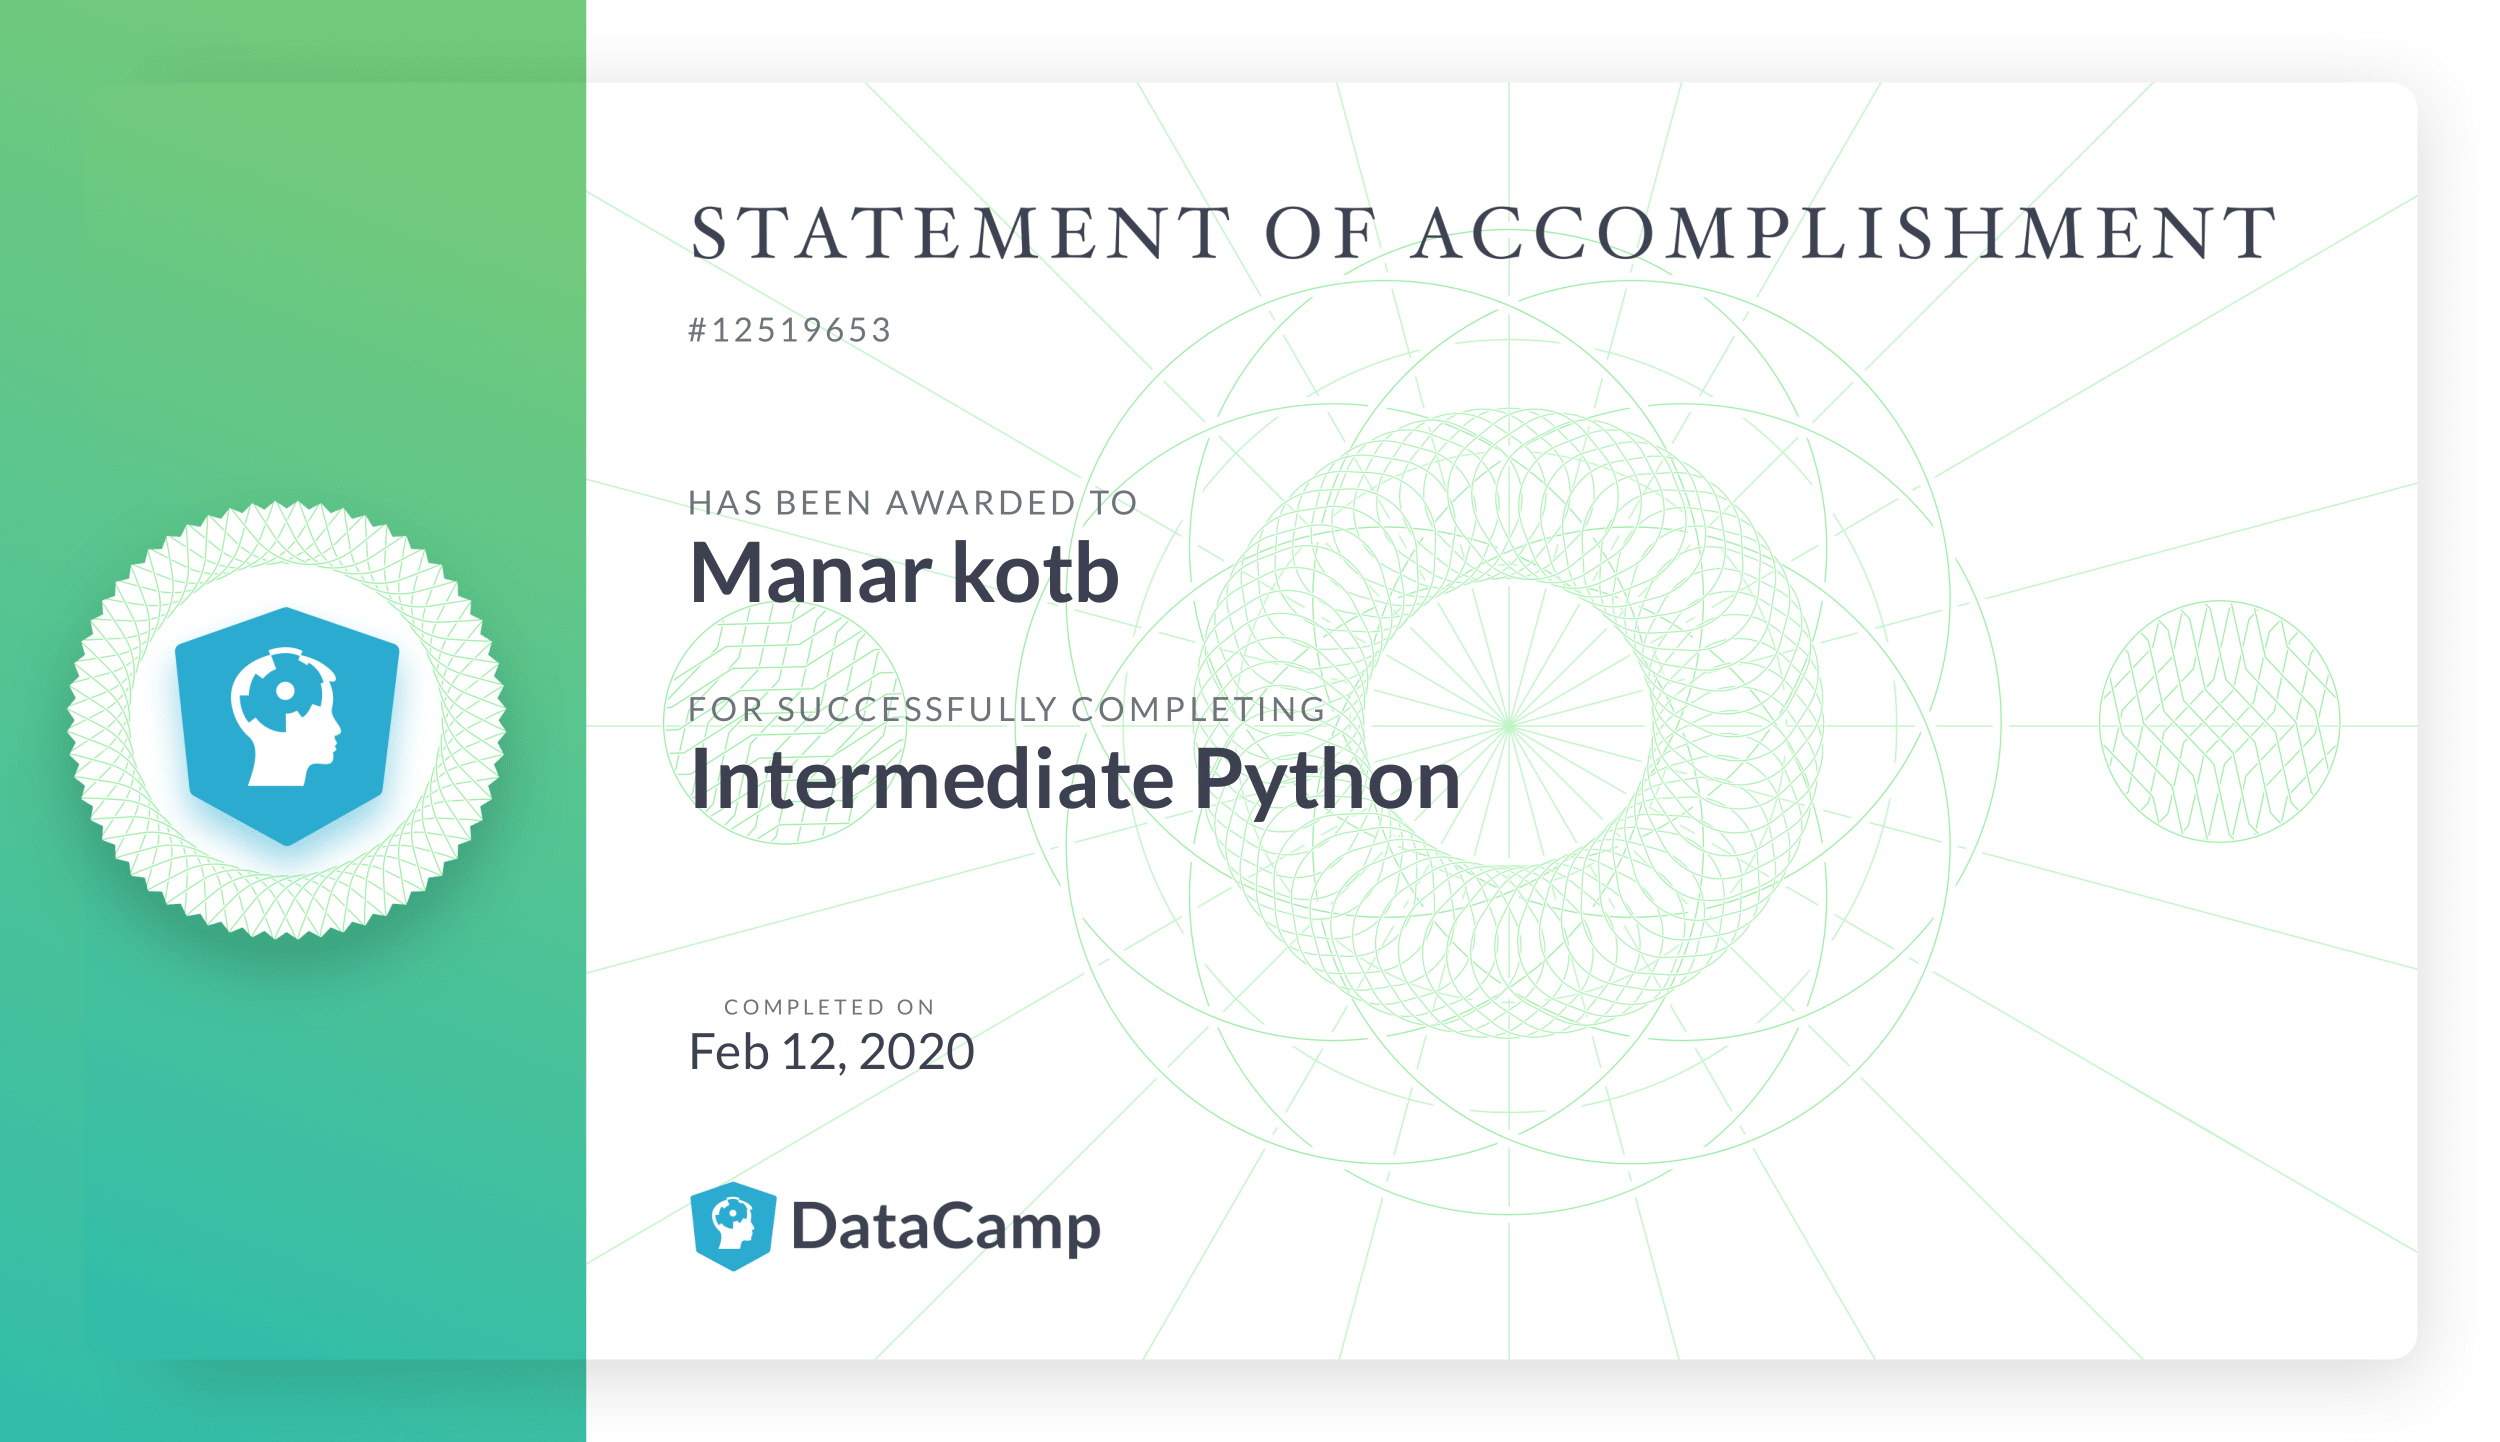 STATEMENT OF ACCOMPLISHMENT
#12519653
HAS BEEN AWARDED TO
Manar kotb
FOR SUCCESSFULLY COMPLETING
Intermediate Python
COMPLETED ON
Feb 12, 2020
DataCamp